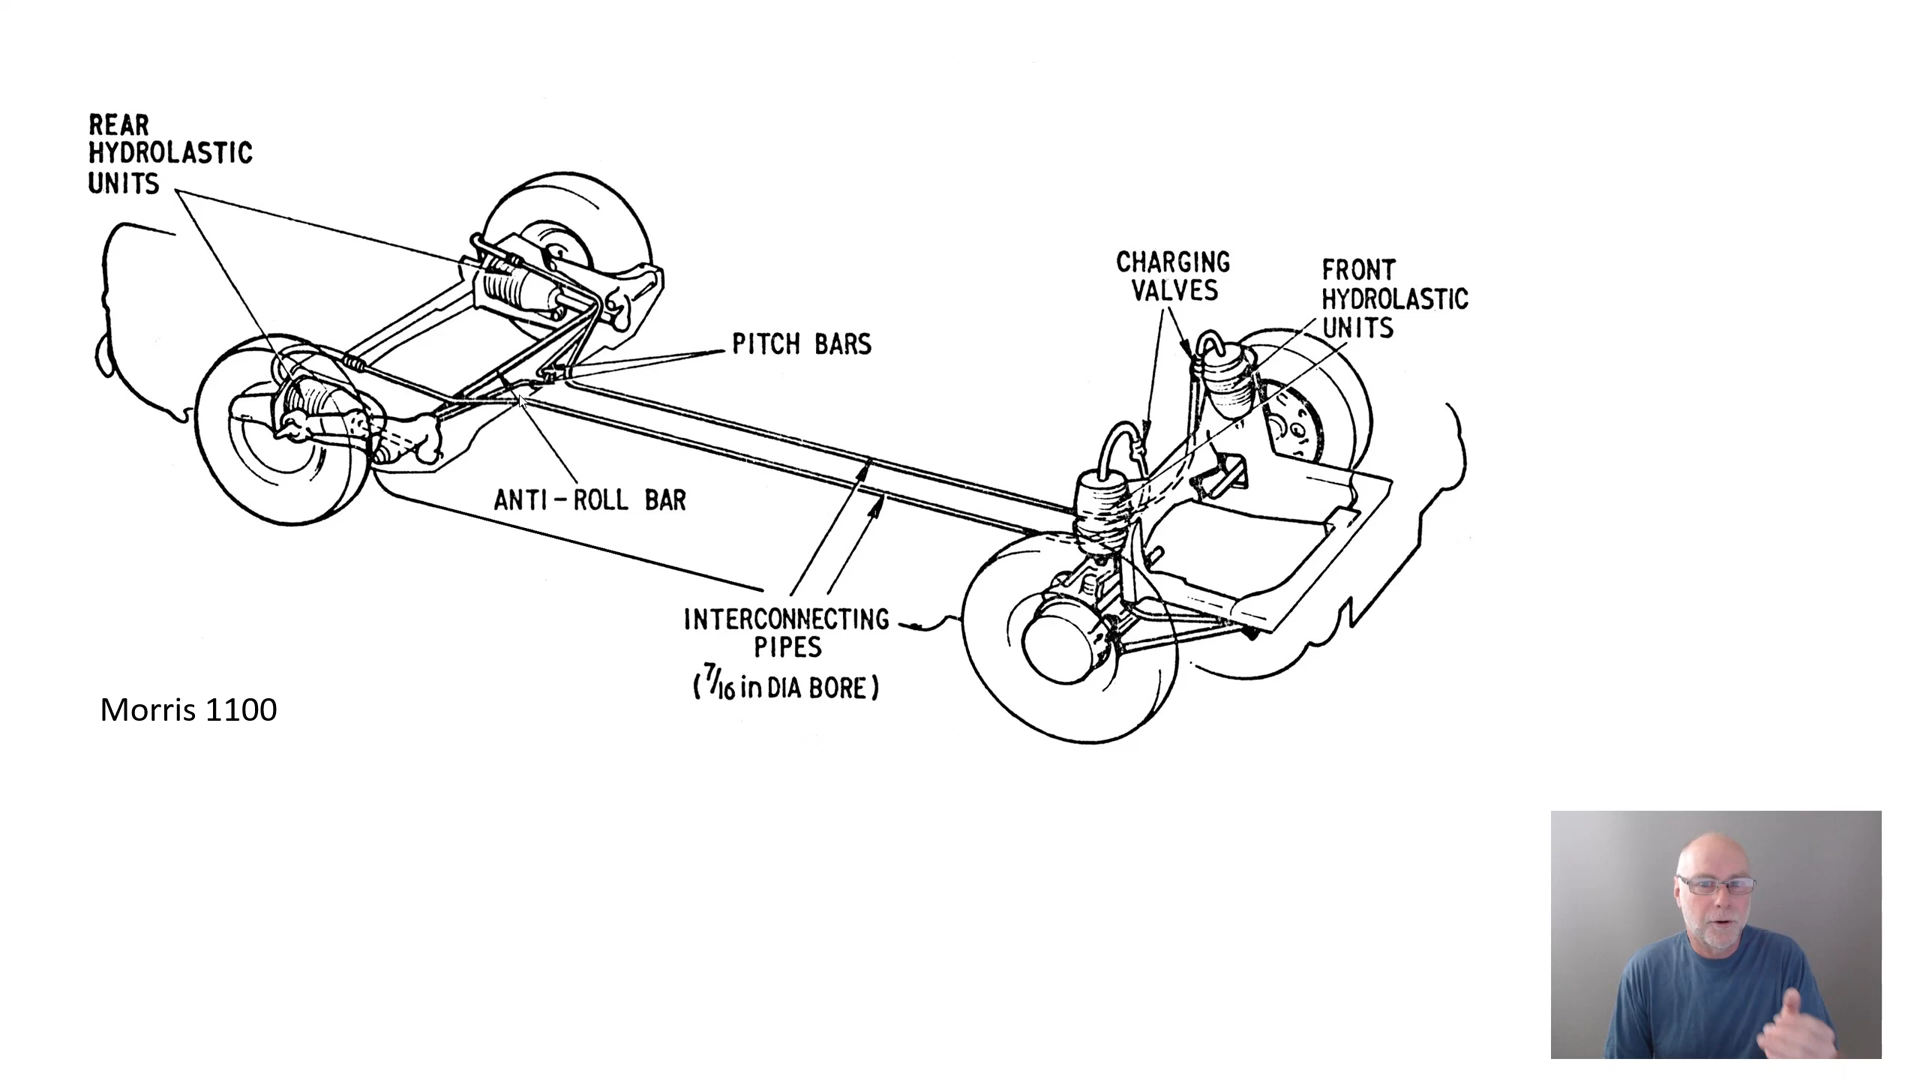 REAR
HYDROLASTIC
UNITS
CHARGING
VALVES
FRONT
HYDROLASTIC
UNITS
PITCH BARS
ANTI-ROLL BAR
INTERCONNECTING
PIPES
(7/16 in DIA BORE)
Morris 1100